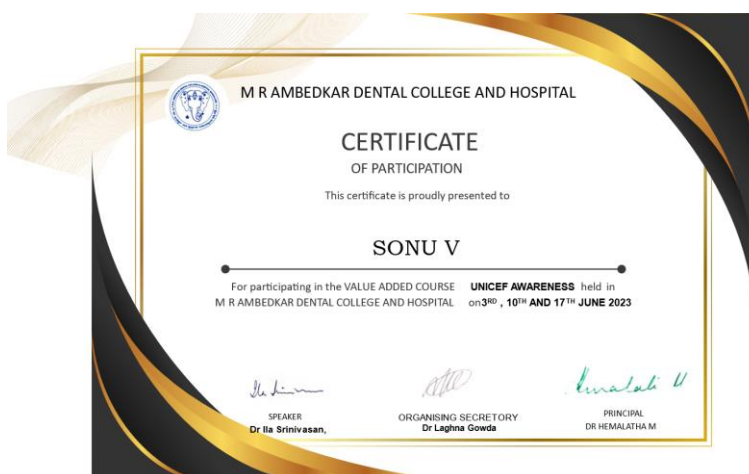 M R AMBEDKAR DENTAL COLLEGE AND HOSPITAL
CERTIFICATE
OF PARTICIPATION
This certificate is proudly presented to
SONU V
For participating in the VALUE ADDED COURSE UNICEF AWARENESS held in
M R AMBEDKAR DENTAL COLLEGE AND HOSPITAL on3RD , 10TH AND 17TH JUNE 2023
SPEAKER
Dr Ila Srinivasan,
ORGANISING SECRETORY
Dr Laghna Gowda
PRINCIPAL
DR HEMALATHA M